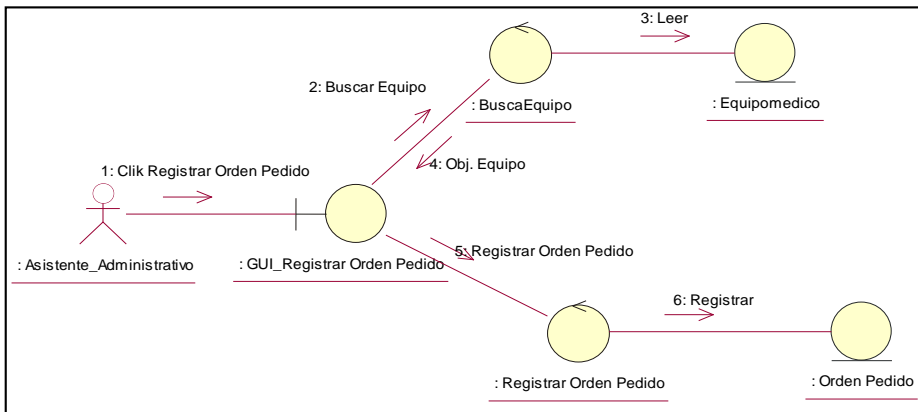 3: Leer
2: Buscar Equipo
: BuscaEquipo
: Equipomedico
4: Obj. Equipo
1: Clik Registrar Orden Pedido
5: Registrar Orden Pedido
: Asistente_Administrativo
: GUI_Registrar Orden Pedido
6: Registrar
: Registrar Orden Pedido
: Orden Pedido